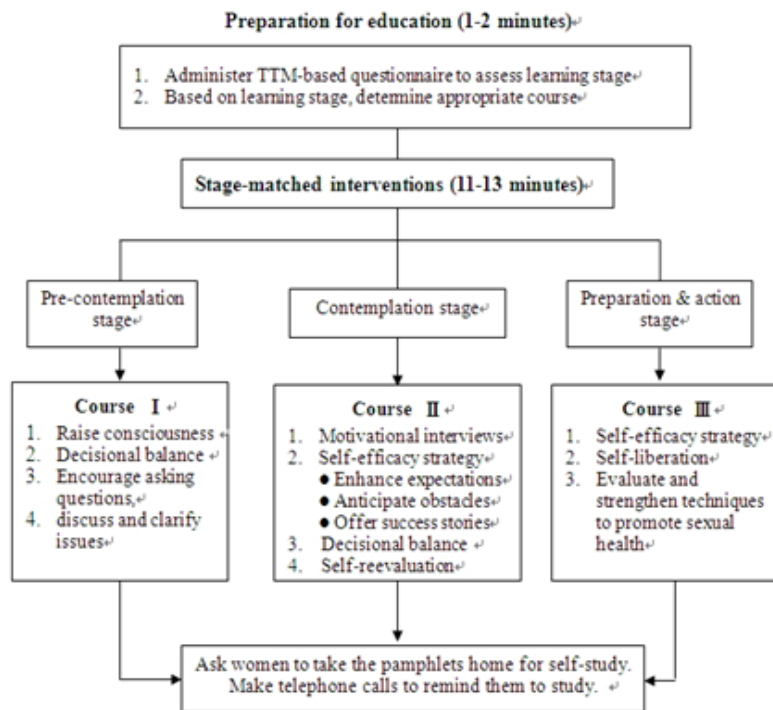 Preparation for education (1-2 minutes)↵
1. Administer TTM-based questionnaire to assess learning stage↵
2. Based on learning stage, determine appropriate course↵
Stage-matched interventions (11-13 minutes)↵
Pre-contemplation
stage↵
Contemplation stage↵
Preparation & action
stage↵
Course Ⅰ ↵
1. Raise consciousness ↵
2. Decisional balance ↵
3. Encourage asking
questions,↵
4. discuss and clarify
issues↵
Course Ⅱ ↵
1. Motivational interviews↵
2. Self-efficacy strategy↵
● Enhance expectations↵
● Anticipate obstacles↵
● Offer success stories↵
3. Decisional balance ↵
4. Self-reevaluation↵
Course Ⅲ ↵
1. Self-efficacy strategy↵
2. Self-liberation↵
3. Evaluate and
strengthen techniques
to promote sexual
health↵
Ask women to take the pamphlets home for self-study.
Make telephone calls to remind them to study. ↵